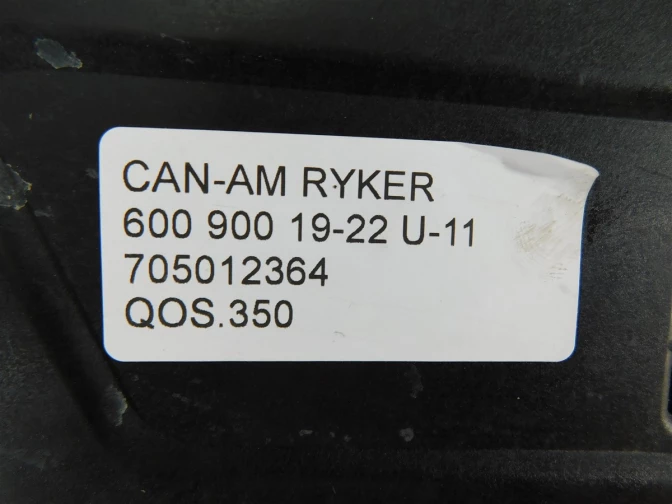 CAN-AM RYKER
600 900 19-22 U-11
705012364
QOS.350